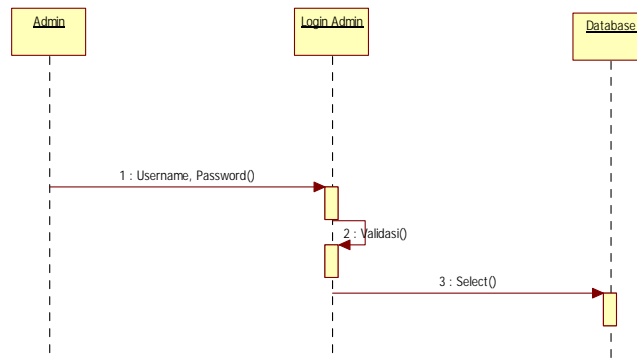 Admin
Login Admin
Database
1 : Username, Password()
2 : Validasi()
3 : Select()